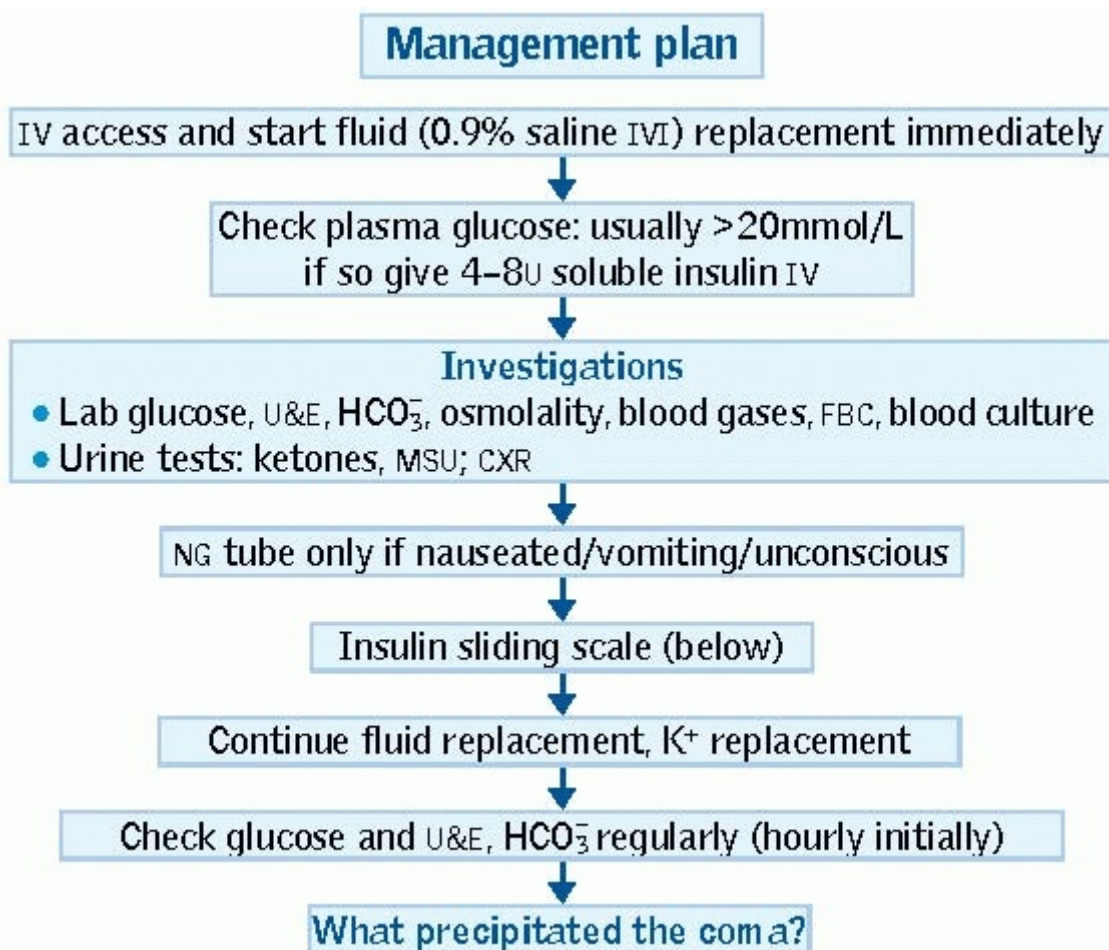 Management plan
IV access and start fluid (0.9% saline IVI) replacement immediately
Check plasma glucose: usually >20mmol/L
if so give 4–8U soluble insulin IV
Investigations
• Lab glucose, U&E, HCO₃⁻, osmolality, blood gases, FBC, blood culture
• Urine tests: ketones, MSU; CXR
NG tube only if nauseated/vomiting/unconscious
Insulin sliding scale (below)
Continue fluid replacement, K⁺ replacement
Check glucose and U&E, HCO₃⁻ regularly (hourly initially)
What precipitated the coma?